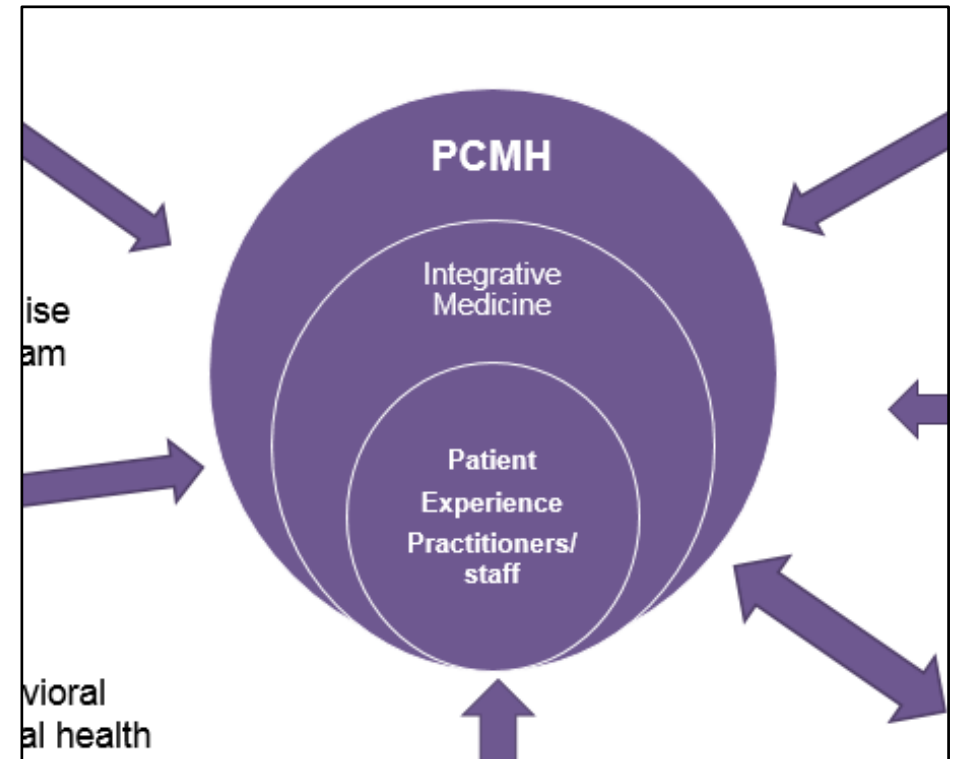 PCMH
Integrative
Medicine
ise
am
Patient
Experience
Practitioners/
staff
vioral
al health